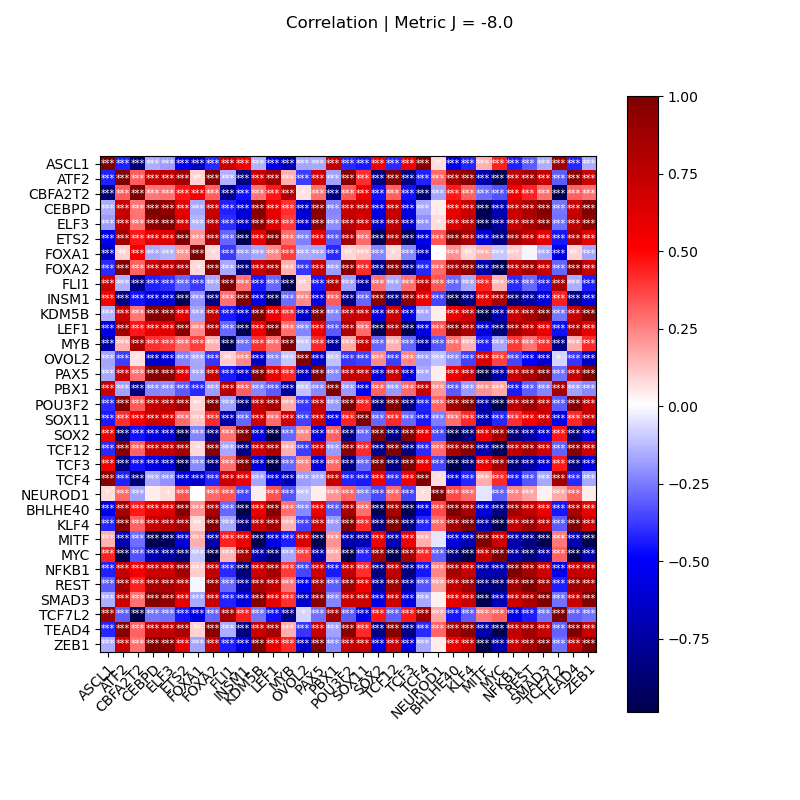 Correlation | Metric J = -8.0
ASCL1
ATF2
CBFA2T2
CEBPD
ELF3
ETS2
FOXA1
FOXA2
FLI1
INSM1
KDM5B
LEF1
MYB
OVOL2
PAX5
PBX1
POU3F2
SOX11
SOX2
TCF12
TCF3
TCF4
NEUROD1
BHLHE40
KLF4
MITF
MYC
NFKB1
REST
SMAD3
TCF7L2
TEAD4
ZEB1
ASCL1
ATF2
CBFA2T2
CEBPD
ELF3
ETS2
FOXA1
FOXA2
FLI1
INSM1
KDM5B
LEF1
MYB
OVOL2
PAX5
PBX1
POU3F2
SOX11
SOX2
TCF12
TCF3
TCF4
NEUROD1
BHLHE40
KLF4
MITF
MYC
NFKB1
REST
SMAD3
TCF7L2
TEAD4
ZEB1
1.00
0.75
0.50
0.25
0.00
−0.25
−0.50
−0.75